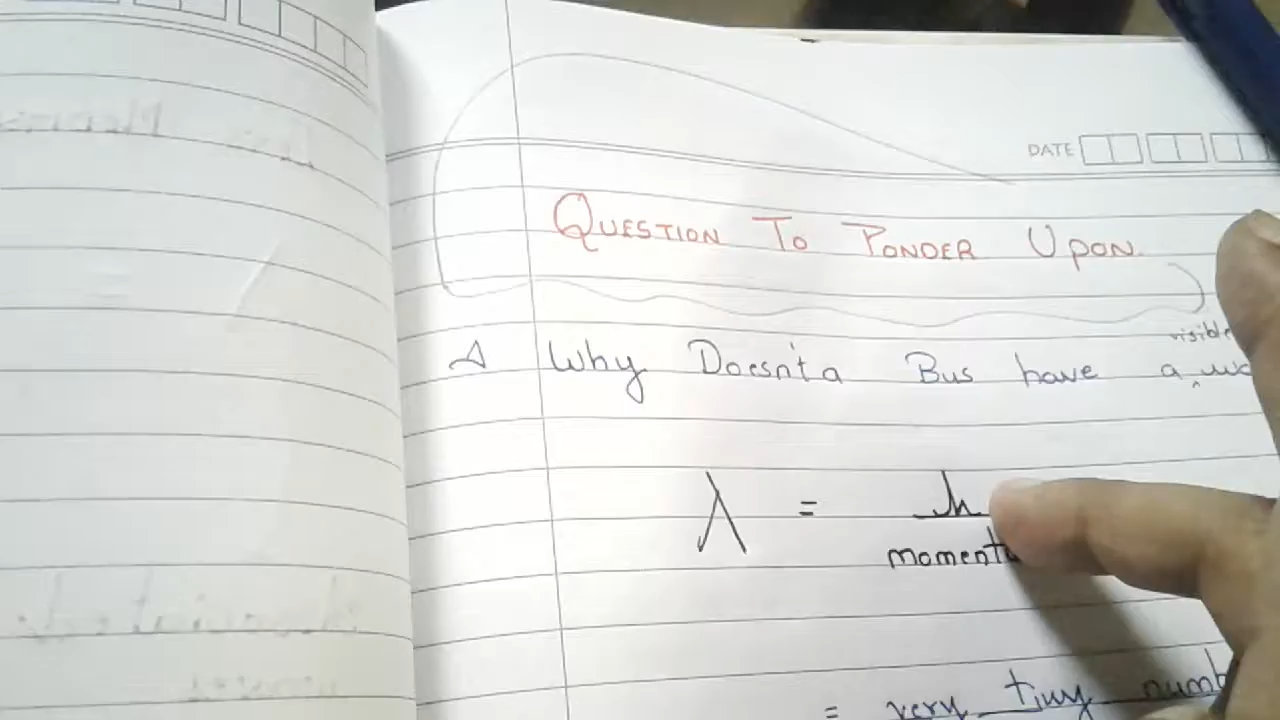 DATE
QUESTION TO PONDER UPON.
visible
Why Doesn't a Bus have a
λ = h
momentu
= very tiny numb